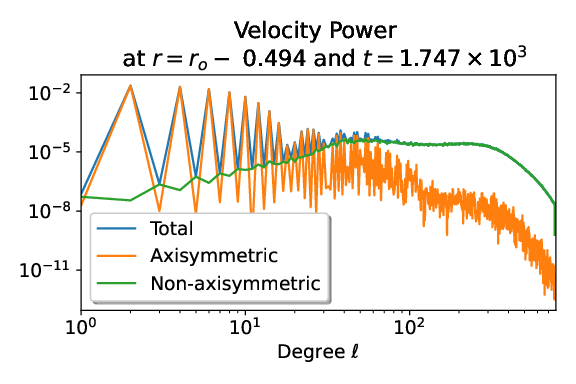 Velocity Power
at r = r_o − 0.494 and t = 1.747 × 10^3
10^−2
10^−5
10^−8
10^−11
Total
Axisymmetric
Non-axisymmetric
10^0 10^1 10^2
Degree ℓ